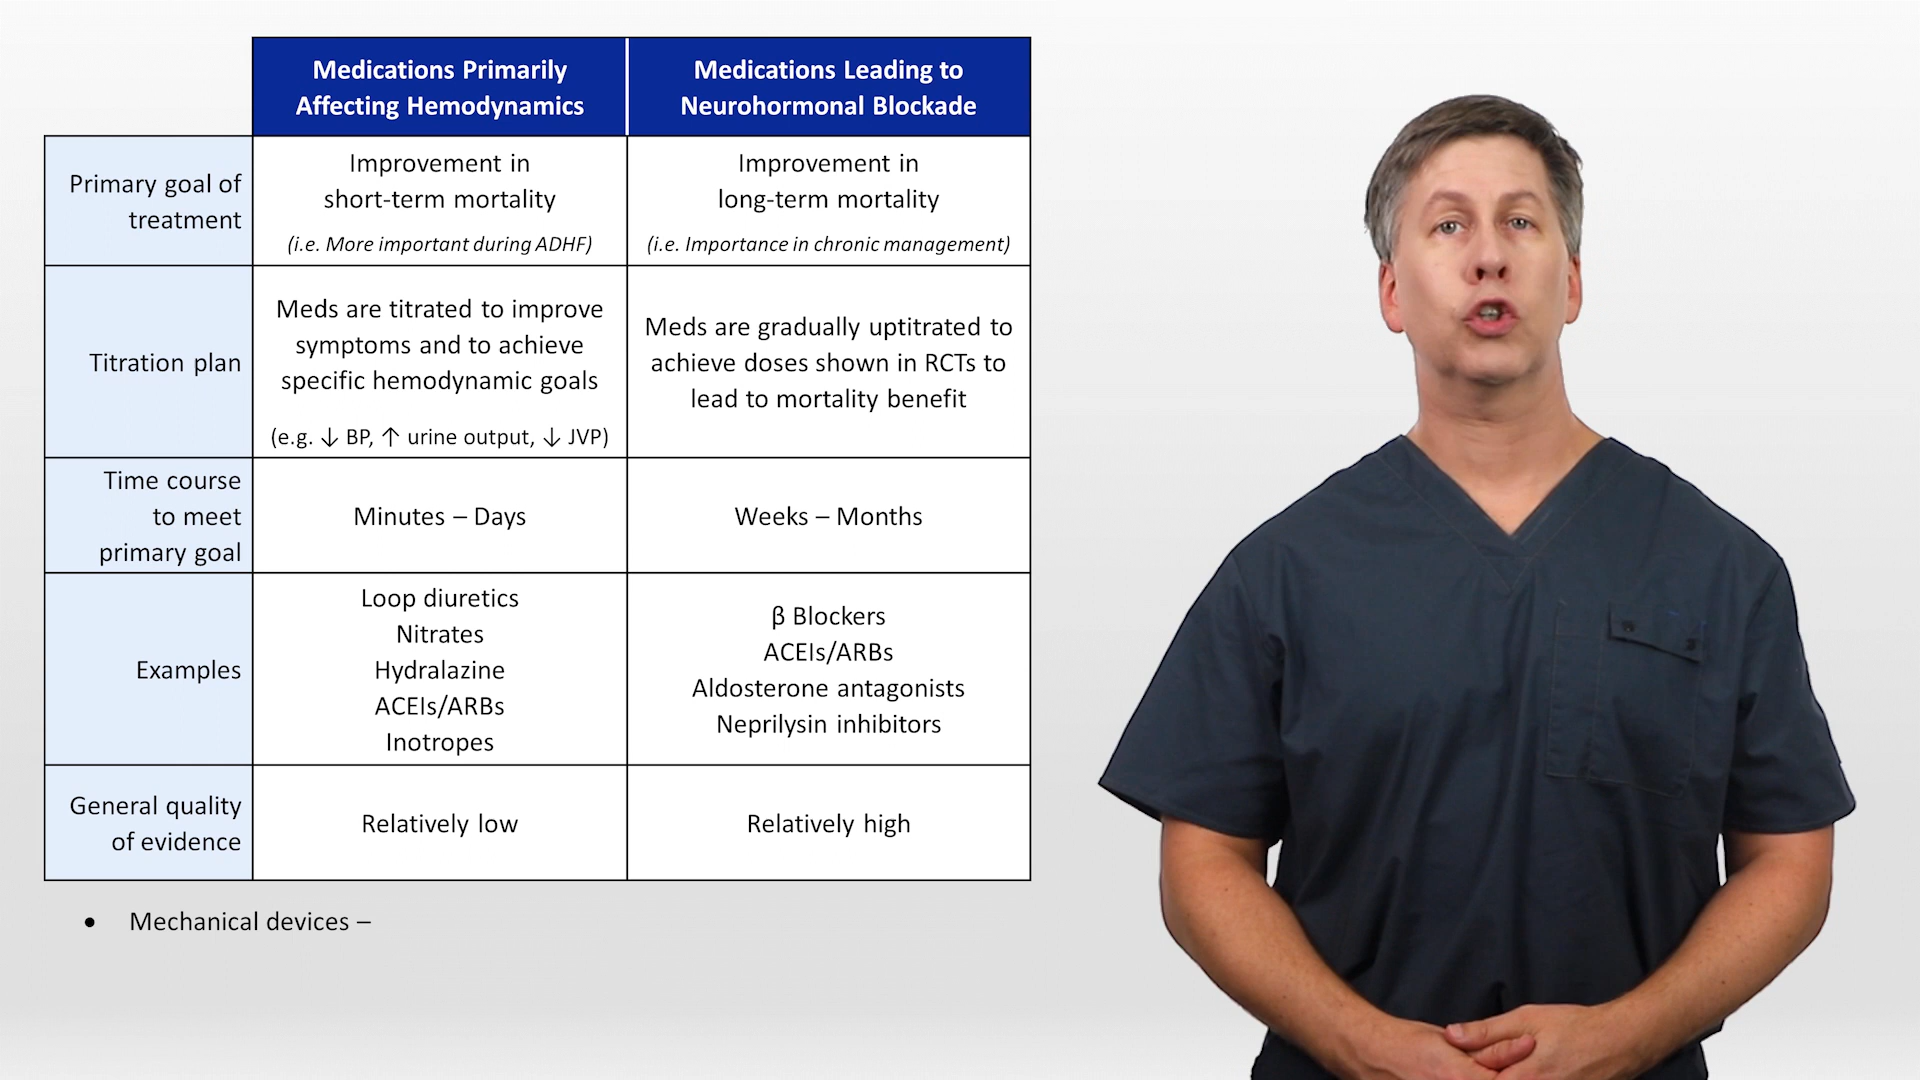 Medications Primarily
Affecting Hemodynamics
Medications Leading to
Neurohormonal Blockade
Primary goal of
treatment
Improvement in
short-term mortality
(i.e. More important during ADHF)
Improvement in
long-term mortality
(i.e. Importance in chronic management)
Titration plan
Meds are titrated to improve
symptoms and to achieve
specific hemodynamic goals
(e.g. ↓ BP, ↑ urine output, ↓ JVP)
Meds are gradually uptitrated to
achieve doses shown in RCTs to
lead to mortality benefit
Time course
to meet
primary goal
Minutes – Days
Weeks – Months
Examples
Loop diuretics
Nitrates
Hydralazine
ACEIs/ARBs
Inotropes
β Blockers
ACEIs/ARBs
Aldosterone antagonists
Neprilysin inhibitors
General quality
of evidence
Relatively low
Relatively high
• Mechanical devices –